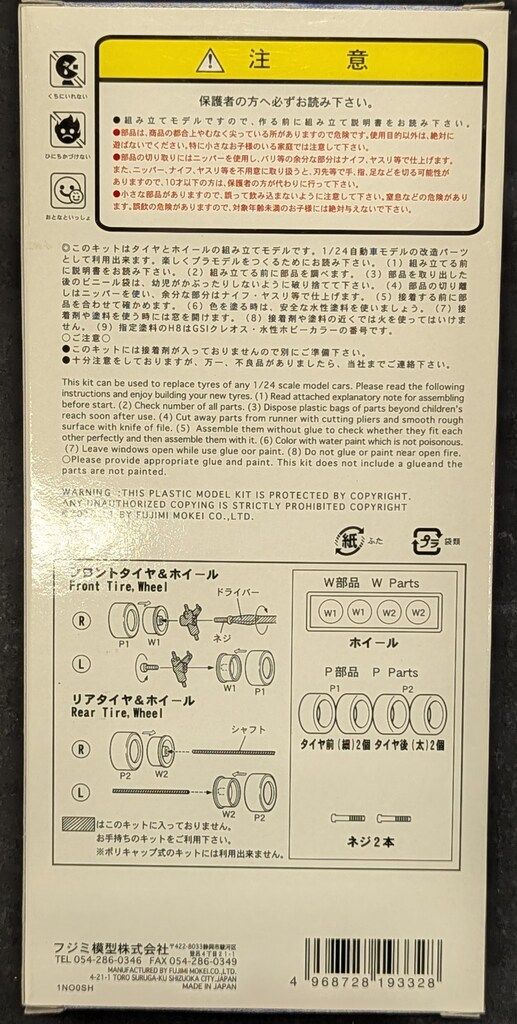 注 意
保護者の方へ必ずお読み下さい。
●組み立てモデルですので、作る前に組み立て説明書をお読み下さい。
●部品は、商品の都合上やむなく尖っている所がありますので危険です。使用目的以外は、絶対に
遊ばないでください。特に小さなお子様のいる家庭では注意して下さい。
●部品の切り取りにはニッパーを使用し、バリ等の余分な部分はナイフ、ヤスリ等で仕上げます。
また、ニッパー、ナイフ、ヤスリ等を不用意に取り扱うと、刃先等で手、指、足などを切る可能性が
ありますので、10才以下の方は、保護者の方が代わりに行って下さい。
●小さな部品がありますので、誤って飲み込まないように注意して下さい。窒息などの危険があり
ます。誤飲の危険がありますので、対象年齢未満のお子様には絶対与えないで下さい。
くちにいれない
ひにちかづけない
おとなといっしょ
◎このキットはタイヤとホイールの組み立てモデルです。1/24自動車モデルの改造パーツ
として利用出来ます。楽しくプラモデルをつくるためにお読み下さい。(1)組み立てる前
に説明書をお読み下さい。(2)組み立てる前に部品を調べます。(3)部品を取り出した
後のビニール袋は、幼児がかぶったりしないように破り捨てて下さい。(4)部品の切り離
しはニッパーを使い、余分な部分はナイフ・ヤスリ等で仕上げます。(5)接着する前に部品
を合わせて確かめます。(6)色を塗る時は、安全な水性塗料を使いましょう。(7)接
着剤や塗料を使う時には窓を開けます。(8)接着剤や塗料の近くでは火を使ってはいけま
せん。(9)指定塗料のH8はGSIクレオス・水性ホビーカラーの番号です。
○ご注意○
●このキットには接着剤が入っておりませんので別にご準備下さい。
●十分注意をしておりますが、万一、不良品がありましたら、当社までご連絡下さい。
This kit can be used to replace tyres of any 1/24 scale model cars. Please read the following
instructions and enjoy building your new tyres. (1) Read attached explanatory note for assembling
before start. (2) Check number of all parts. (3) Dispose plastic bags of parts beyond children's
reach soon after use. (4) Cut away parts from runner with cutting pliers and smooth rough
surface with knife of file. (5) Assemble them without glue to check whether they fit each
other perfectly and then assemble them with it. (6) Color with water paint which is not poisonous.
(7) Leave windows open while use glue oor paint. (8) Do not glue or paint near open fire.
○Please provide appropriate glue and paint. This kit does not include a glueand the
parts are not painted.
WARNING :THIS PLASTIC MODEL KIT IS PROTECTED BY COPYRIGHT.
ANY UNAUTHORIZED COPYING IS STRICTLY PROHIBITED COPYRIGHT
BY FUJIMI MOKEI CO.,LTD.
紙 ふた
プラ 袋類
フロントタイヤ&ホイール
Front Tire,Wheel
ドライバー
R
P1 W1 ネジ
L
W1 P1
リアタイヤ&ホイール
Rear Tire,Wheel
シャフト
R
P2 W2
L
W2 P2
はこのキットに入っておりません。
お手持ちのキットをご利用下さい。
※ポリキャップ式のキットには利用出来ません。
W部品 W Parts
W1 W1 W2 W2
ホイール
P部品 P Parts
P1 P2
タイヤ前(細)2個 タイヤ後(太)2個
ネジ2本
フジミ模型株式会社 〒422-8033静岡市駿河区
登呂4丁目21-1
TEL 054-286-0346 FAX 054-286-0349
MANUFACTURED BY FUJIMI MOKEI CO.,LTD.
4-21-1 TORO SURUGA-KU SHIZUOKA CITY,JAPAN
1NO0SH MADE IN JAPAN
4 968728 193328